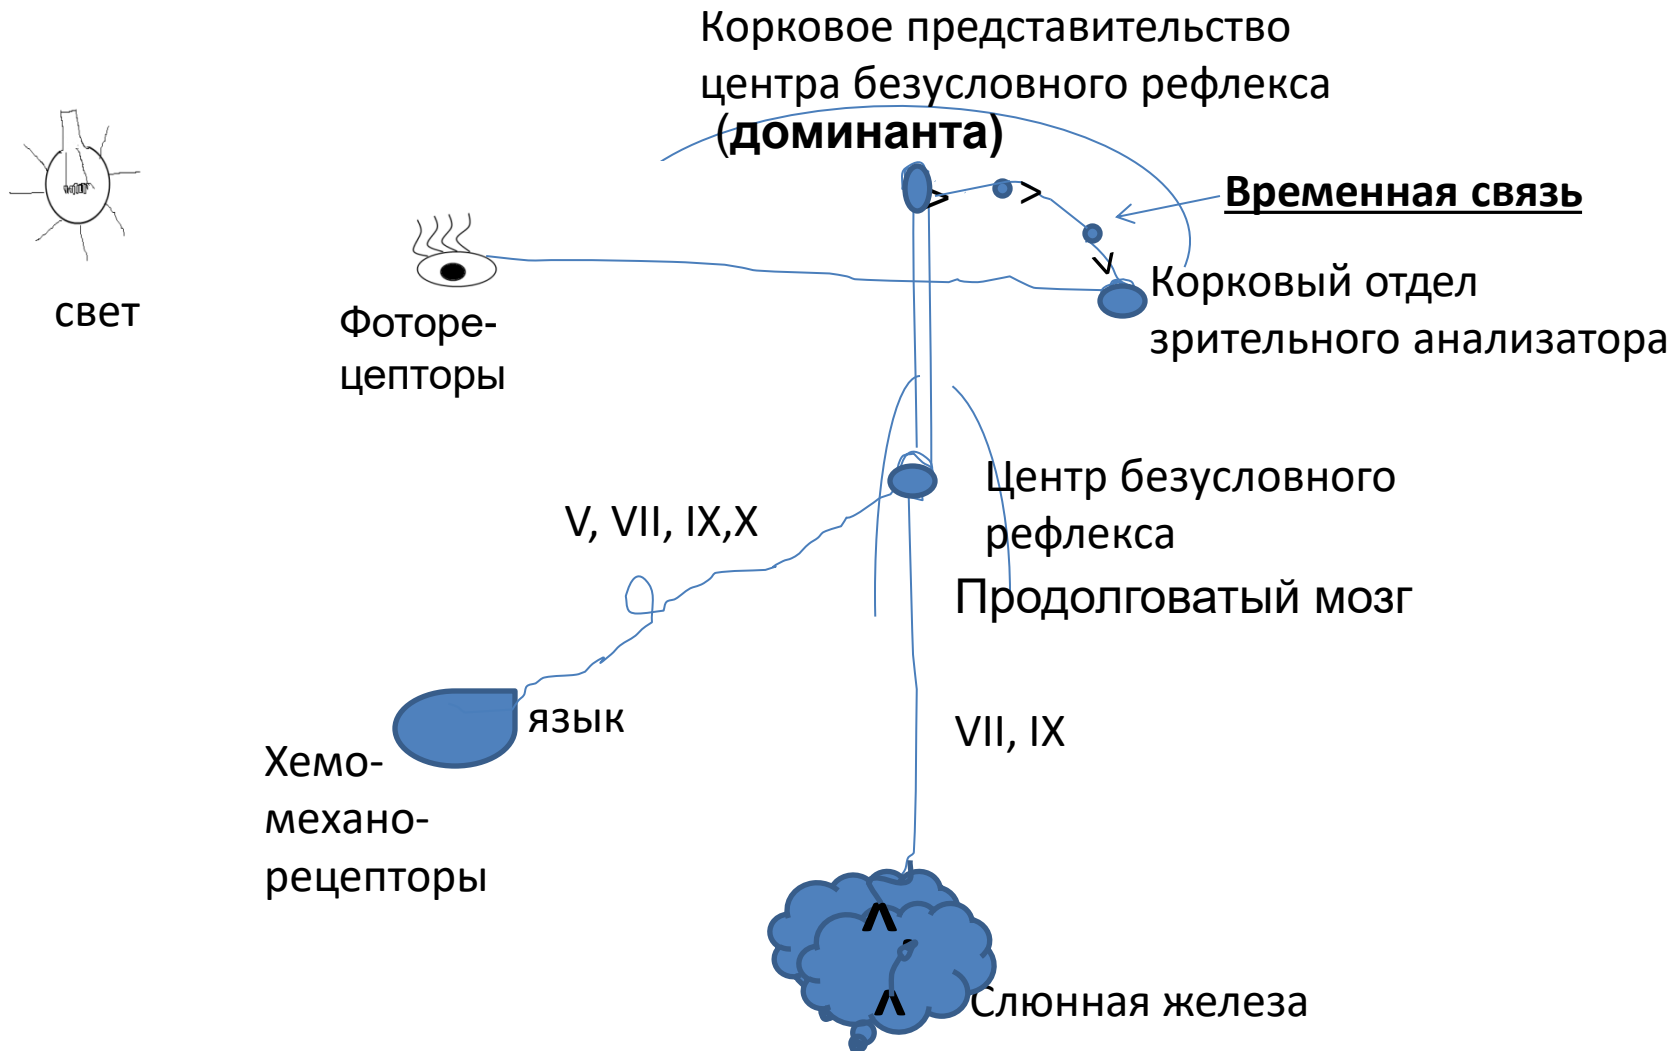 Корковое представительство
центра безусловного рефлекса
(доминанта)
Временная связь
свет
Фоторе-
цепторы
Корковый отдел
зрительного анализатора
Центр безусловного
рефлекса
V, VII, IX,X
Продолговатый мозг
язык
VII, IX
Хемо-
механо-
рецепторы
Слюнная железа